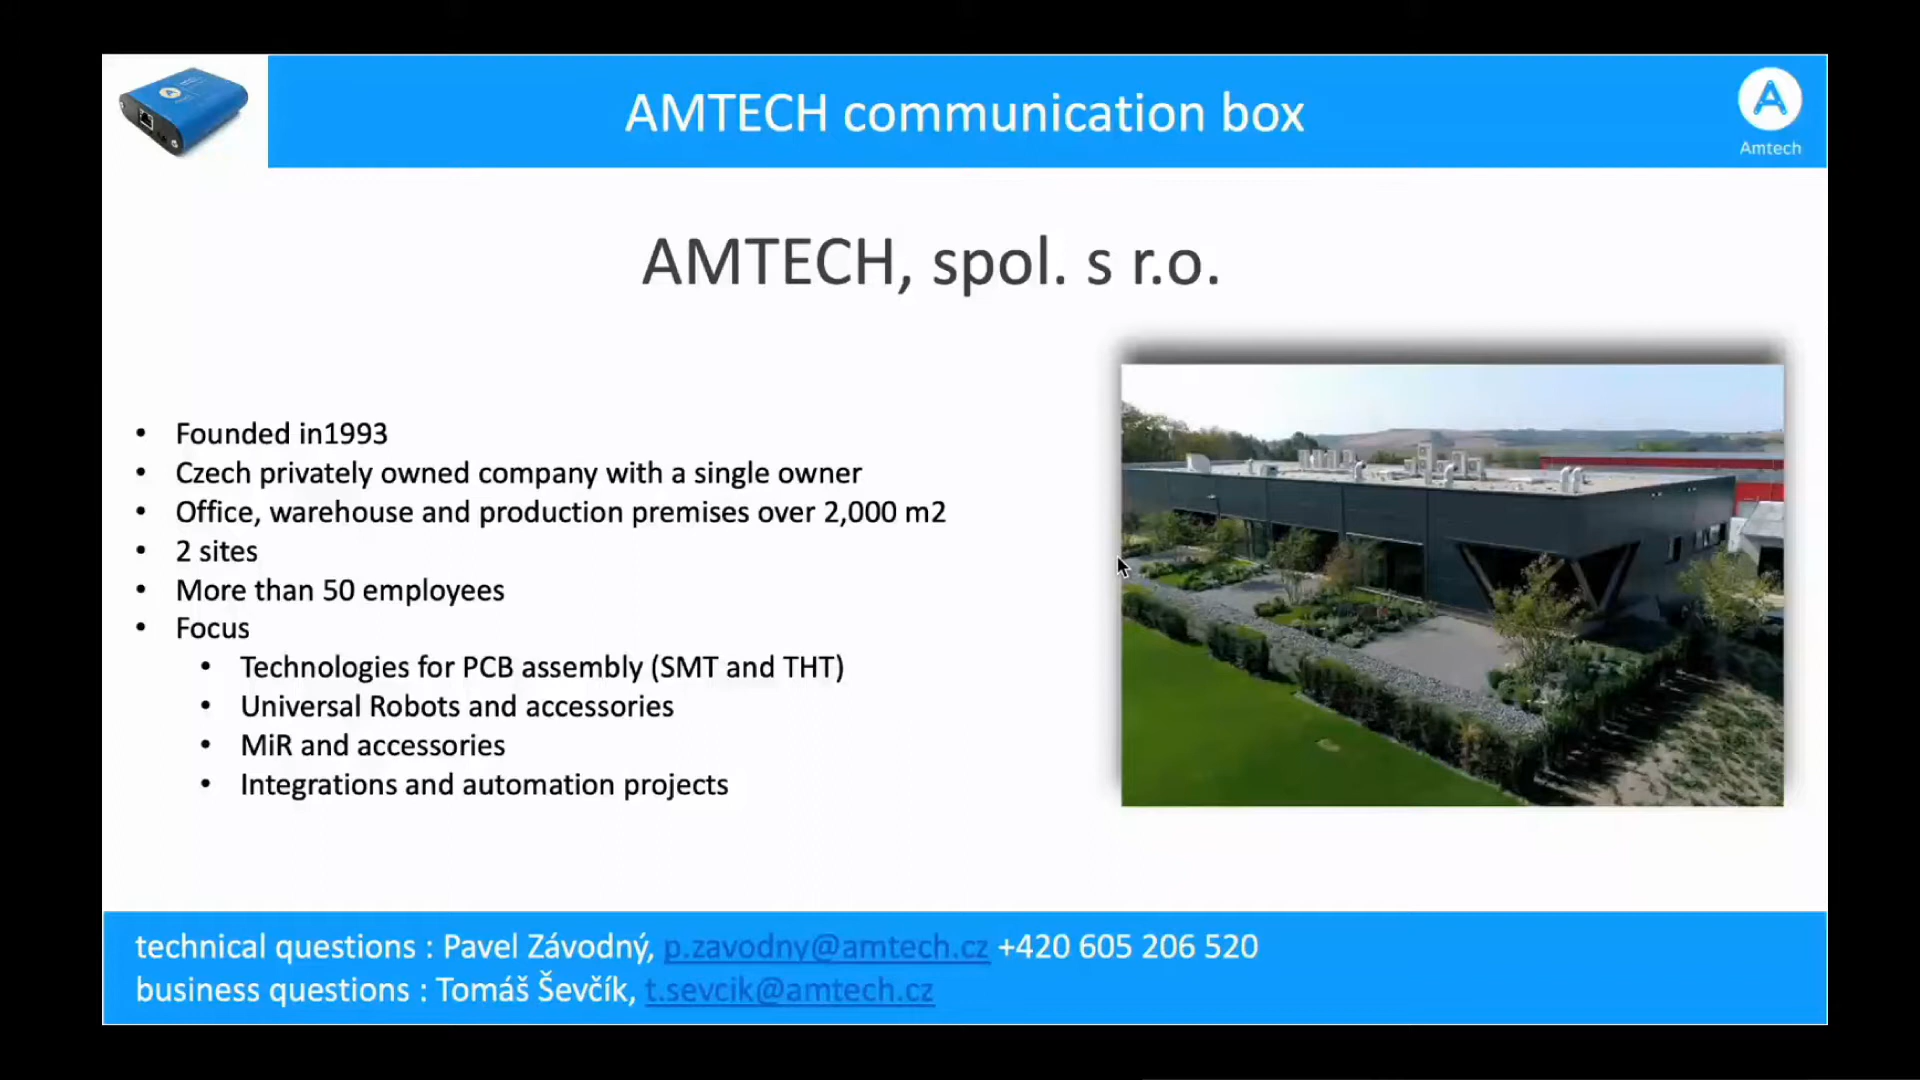 AMTECH communication box
Amtech
AMTECH, spol. s r.o.
• Founded in1993
• Czech privately owned company with a single owner
• Office, warehouse and production premises over 2,000 m2
• 2 sites
• More than 50 employees
• Focus
• Technologies for PCB assembly (SMT and THT)
• Universal Robots and accessories
• MiR and accessories
• Integrations and automation projects
technical questions : Pavel Závodný, p.zavodny@amtech.cz +420 605 206 520
business questions : Tomáš Ševčík, t.sevcik@amtech.cz